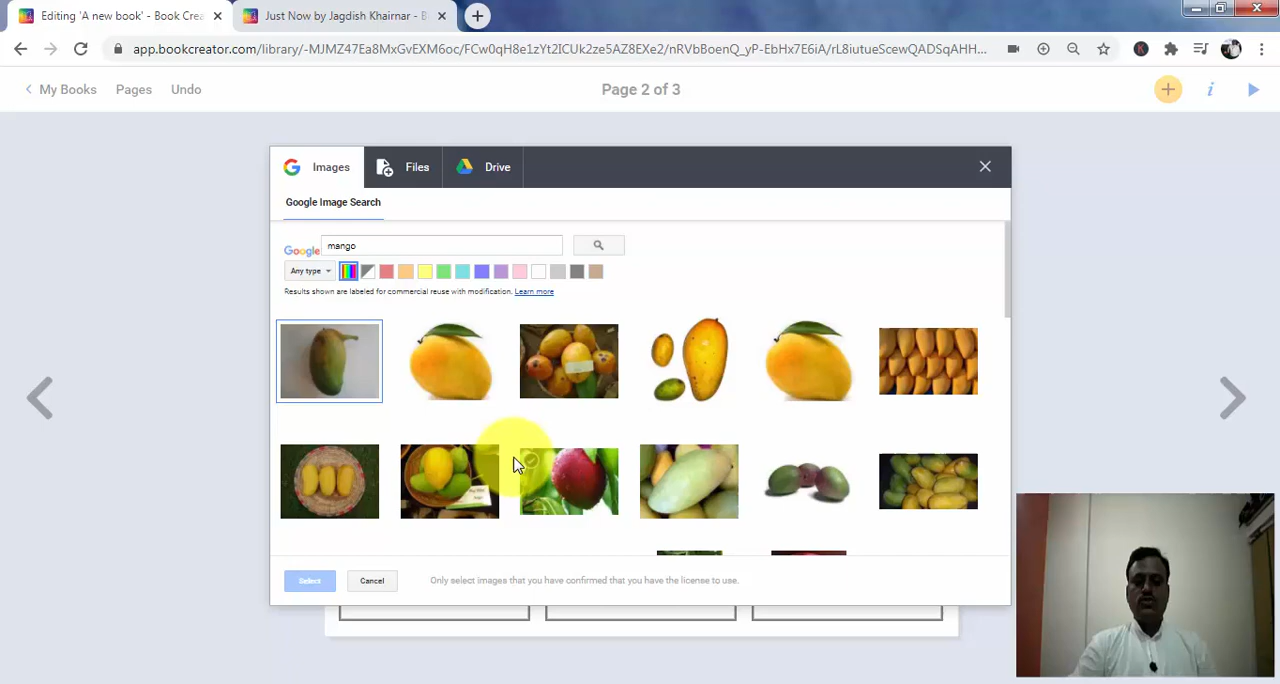 Editing 'A new book' - Book Crea
Just Now by Jagdish Khairnar - B
app.bookcreator.com/library/-MJMZ47Ea8MxGvEXM6oc/FCw0qH8e1zYt2ICUk2ze5AZ8EXe2/nRVbBoenQ_yP-EbHx7E6iA/rL8iutueScewQADSqAHH...
My Books
Pages
Undo
Page 2 of 3
Images
Files
Drive
Google Image Search
Google
mango
Any type
Results shown are labeled for commercial reuse with modification. Learn more
Select
Cancel
Only select images that you have confirmed that you have the license to use.